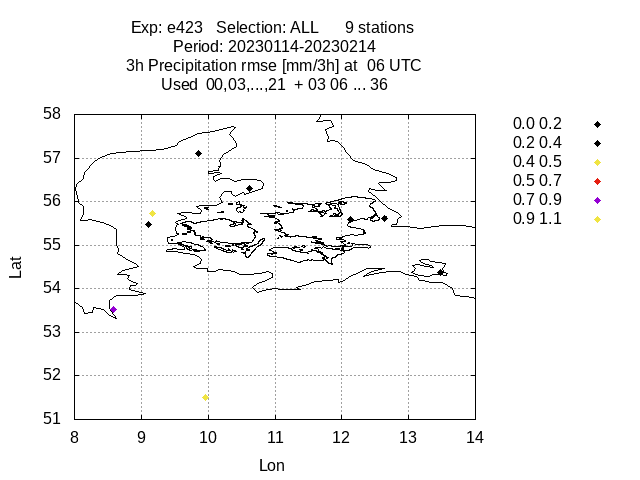 Exp: e423 Selection: ALL 9 stations
Period: 20230114-20230214
3h Precipitation rmse [mm/3h] at 06 UTC
Used 00,03,...,21 + 03 06 ... 36
58
57
56
55
54
53
52
51
8 9 10 11 12 13 14
Lat
Lon
0.0 0.2
0.2 0.4
0.4 0.5
0.5 0.7
0.7 0.9
0.9 1.1